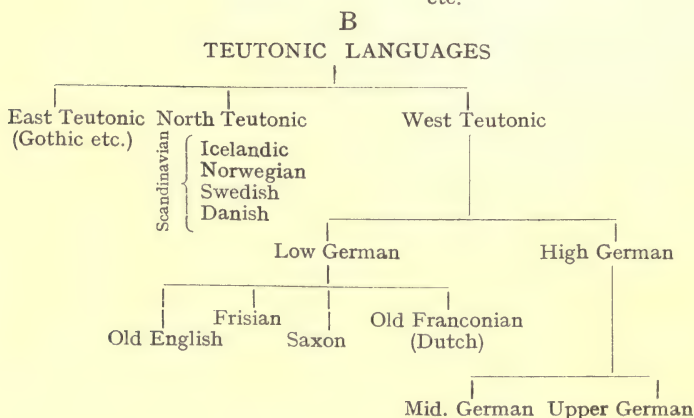 etc.
B
TEUTONIC LANGUAGES
East Teutonic North Teutonic West Teutonic
(Gothic etc.)
Scandinavian
Icelandic
Norwegian
Swedish
Danish
Low German High German
Old English Frisian Saxon Old Franconian
(Dutch)
Mid. German Upper German